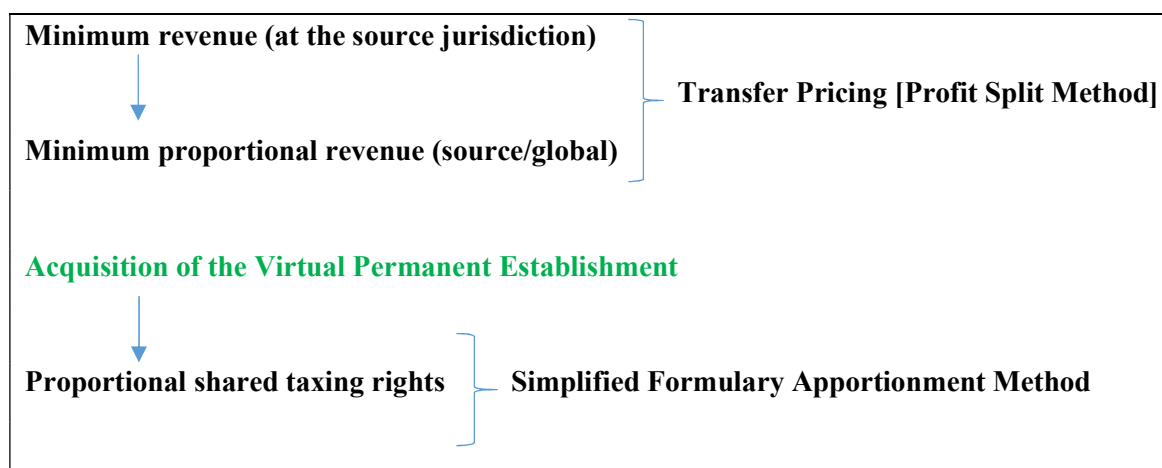 Minimum revenue (at the source jurisdiction)
Transfer Pricing [Profit Split Method]
Minimum proportional revenue (source/global)
Acquisition of the Virtual Permanent Establishment
Proportional shared taxing rights
Simplified Formulary Apportionment Method